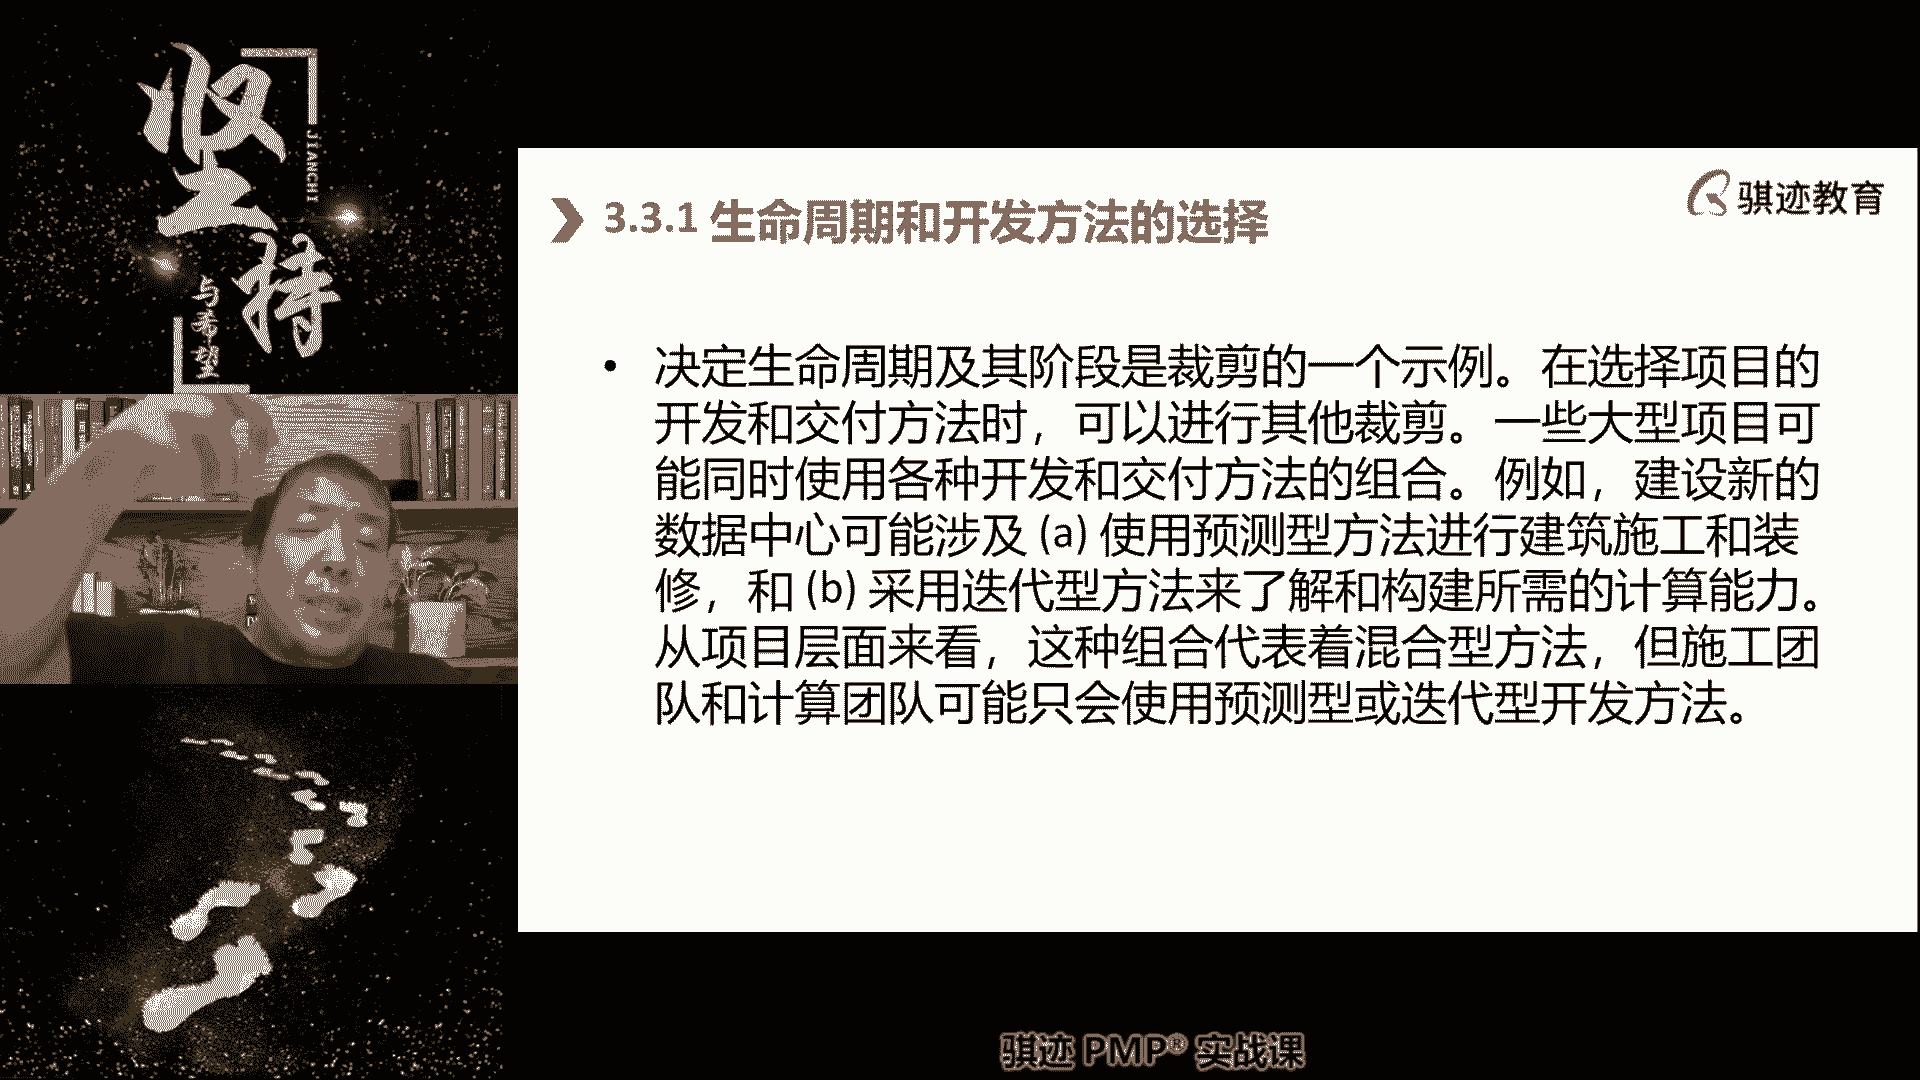 坚持
JIANCHI
与希望
骐迹教育
3.3.1 生命周期和开发方法的选择
• 决定生命周期及其阶段是裁剪的一个示例。在选择项目的
开发和交付方法时，可以进行其他裁剪。一些大型项目可
能同时使用各种开发和交付方法的组合。例如，建设新的
数据中心可能涉及 (a) 使用预测型方法进行建筑施工和装
修，和 (b) 采用迭代型方法来了解和构建所需的计算能力。
从项目层面来看，这种组合代表着混合型方法，但施工团
队和计算团队可能只会使用预测型或迭代型开发方法。
骐迹 PMP® 实战课